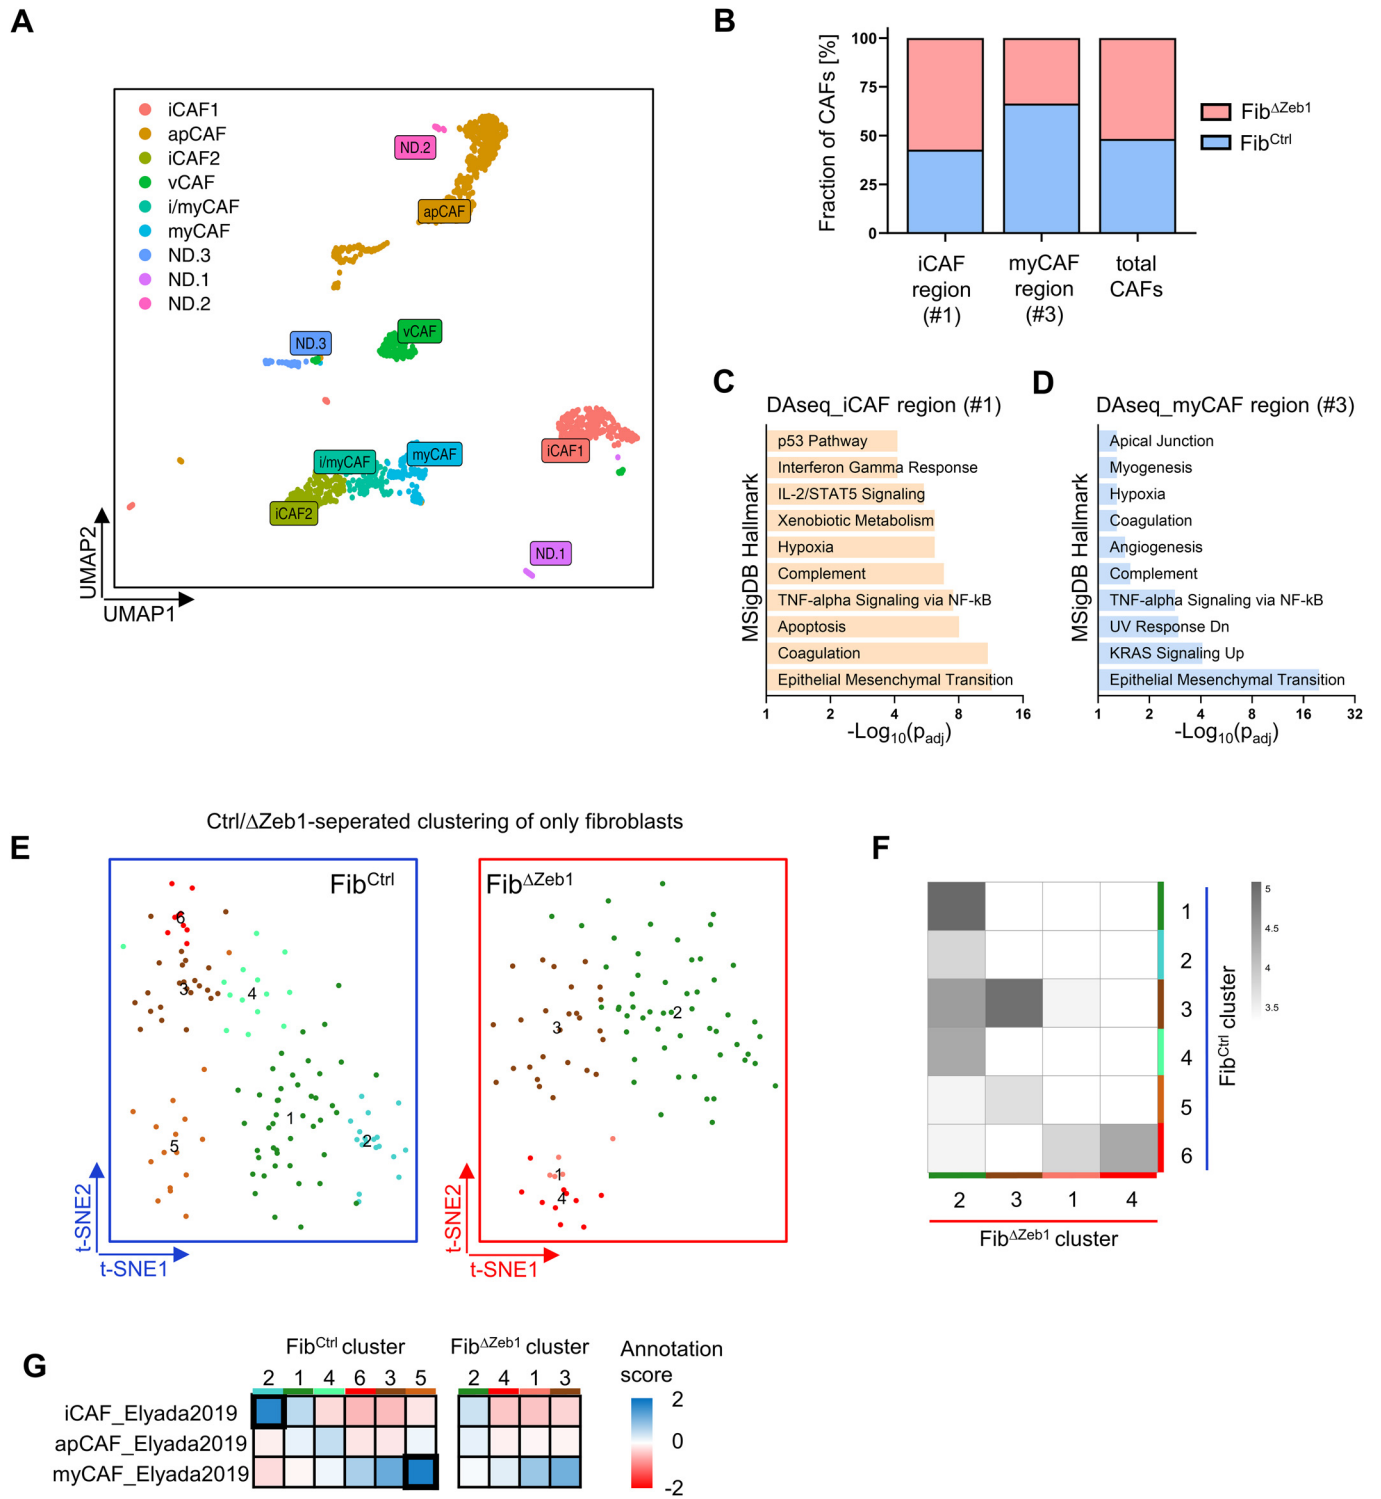 A
iCAF1
apCAF
iCAF2
vCAF
i/myCAF
myCAF
ND.3
ND.1
ND.2
ND.2
apCAF
ND.3
vCAF
iCAF1
i/myCAF
myCAF
iCAF2
ND.1
UMAP2
UMAP1
B
Fraction of CAFs [%]
100
75
50
25
0
iCAF
region
(#1)
myCAF
region
(#3)
total
CAFs
FibΔZeb1
FibCtrl
C
DAseq_iCAF region (#1)
MSigDB Hallmark
p53 Pathway
Interferon Gamma Response
IL-2/STAT5 Signaling
Xenobiotic Metabolism
Hypoxia
Complement
TNF-alpha Signaling via NF-kB
Apoptosis
Coagulation
Epithelial Mesenchymal Transition
1 2 4 8 16
-Log10(padj)
D
DAseq_myCAF region (#3)
MSigDB Hallmark
Apical Junction
Myogenesis
Hypoxia
Coagulation
Angiogenesis
Complement
TNF-alpha Signaling via NF-kB
UV Response Dn
KRAS Signaling Up
Epithelial Mesenchymal Transition
1 2 4 8 16 32
-Log10(padj)
Ctrl/ΔZeb1-seperated clustering of only fibroblasts
E
FibCtrl
6
3
4
1
2
5
t-SNE2
t-SNE1
FibΔZeb1
2
3
1
4
t-SNE2
t-SNE1
F
1
2
3
4
5
6
FibCtrl cluster
5
4.5
4
3.5
2 3 1 4
FibΔZeb1 cluster
G
FibCtrl cluster
2 1 4 6 3 5
FibΔZeb1 cluster
2 4 1 3
iCAF_Elyada2019
apCAF_Elyada2019
myCAF_Elyada2019
Annotation
score
2
0
-2